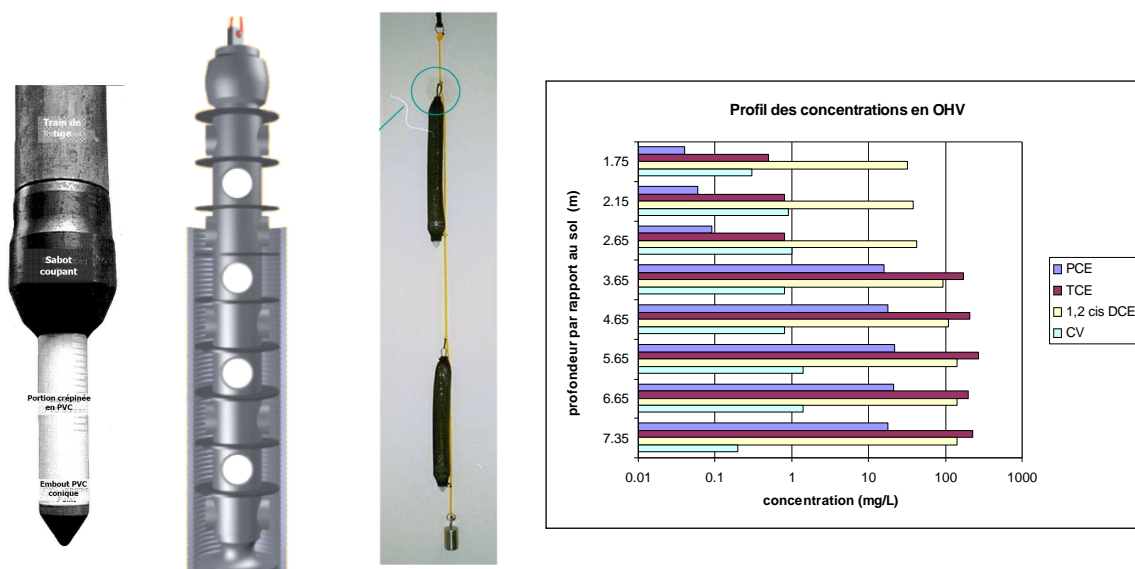 Train de
tige
Sabot
coupant
Portion crépinée
en PVC
Embout PVC
conique
Profil des concentrations en OHV
profondeur par rapport au sol (m)
1.75
2.15
2.65
3.65
4.65
5.65
6.65
7.35
0.01 0.1 1 10 100 1000
concentration (mg/L)
PCE
TCE
1,2 cis DCE
CV